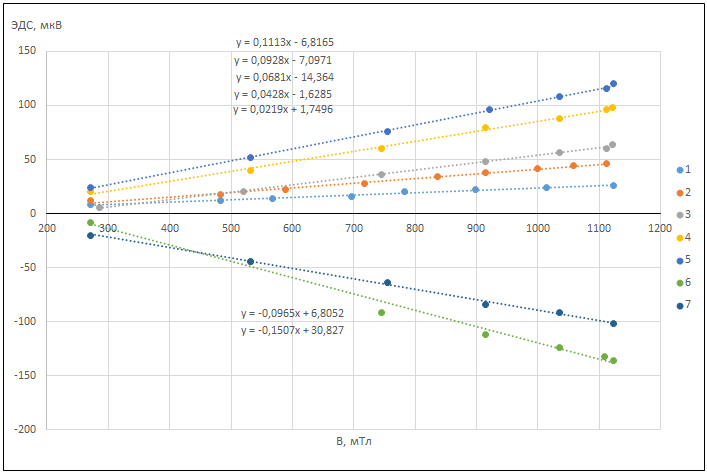 ЭДС, мкВ
y = 0,1113x - 6,8165
y = 0,0928x - 7,0971
y = 0,0681x - 14,364
y = 0,0428x - 1,6285
y = 0,0219x + 1,7496
150
100
50
0
-50
-100
-150
-200
200
300
400
500
600
700
800
900
1000
1100
1200
y = -0,0965x + 6,8052
y = -0,1507x + 30,827
В, мТл
1
2
3
4
5
6
7